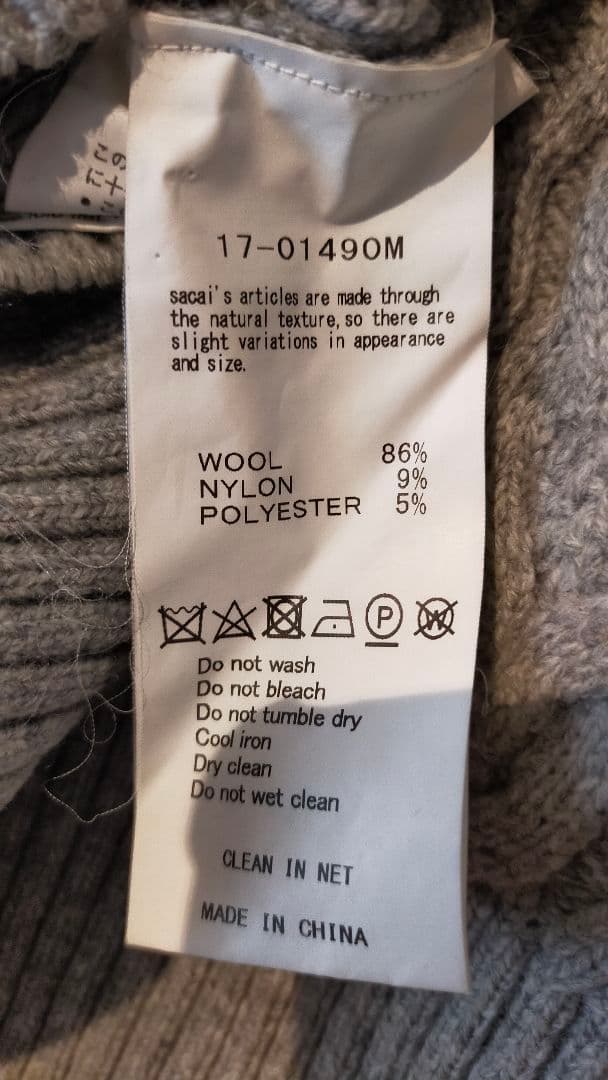 17-01490M
sacai's articles are made through
the natural texture, so there are
slight variations in appearance
and size.
WOOL 86%
NYLON 9%
POLYESTER 5%
P
W
Do not wash
Do not bleach
Do not tumble dry
Cool iron
Dry clean
Do not wet clean
CLEAN IN NET
MADE IN CHINA